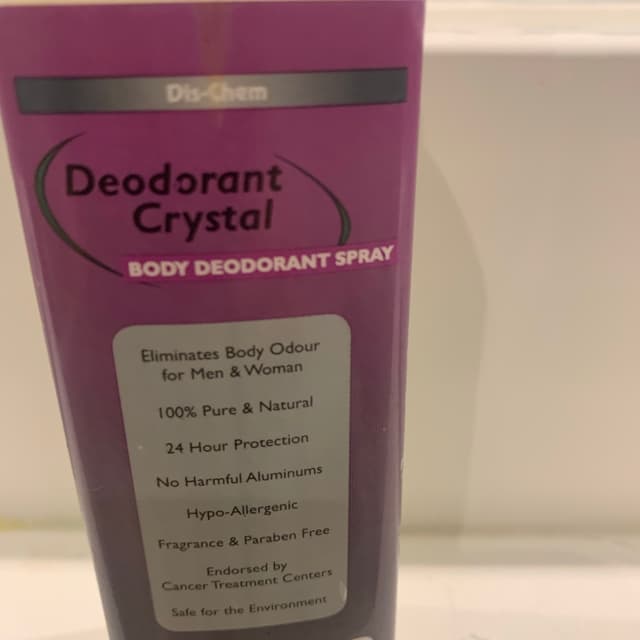 Dis-Chem
Deodorant
Crystal
BODY DEODORANT SPRAY
Eliminates Body Odour
for Men & Woman
100% Pure & Natural
24 Hour Protection
No Harmful Aluminums
Hypo-Allergenic
Fragrance & Paraben Free
Endorsed by
Cancer Treatment Centers
Safe for the Environment